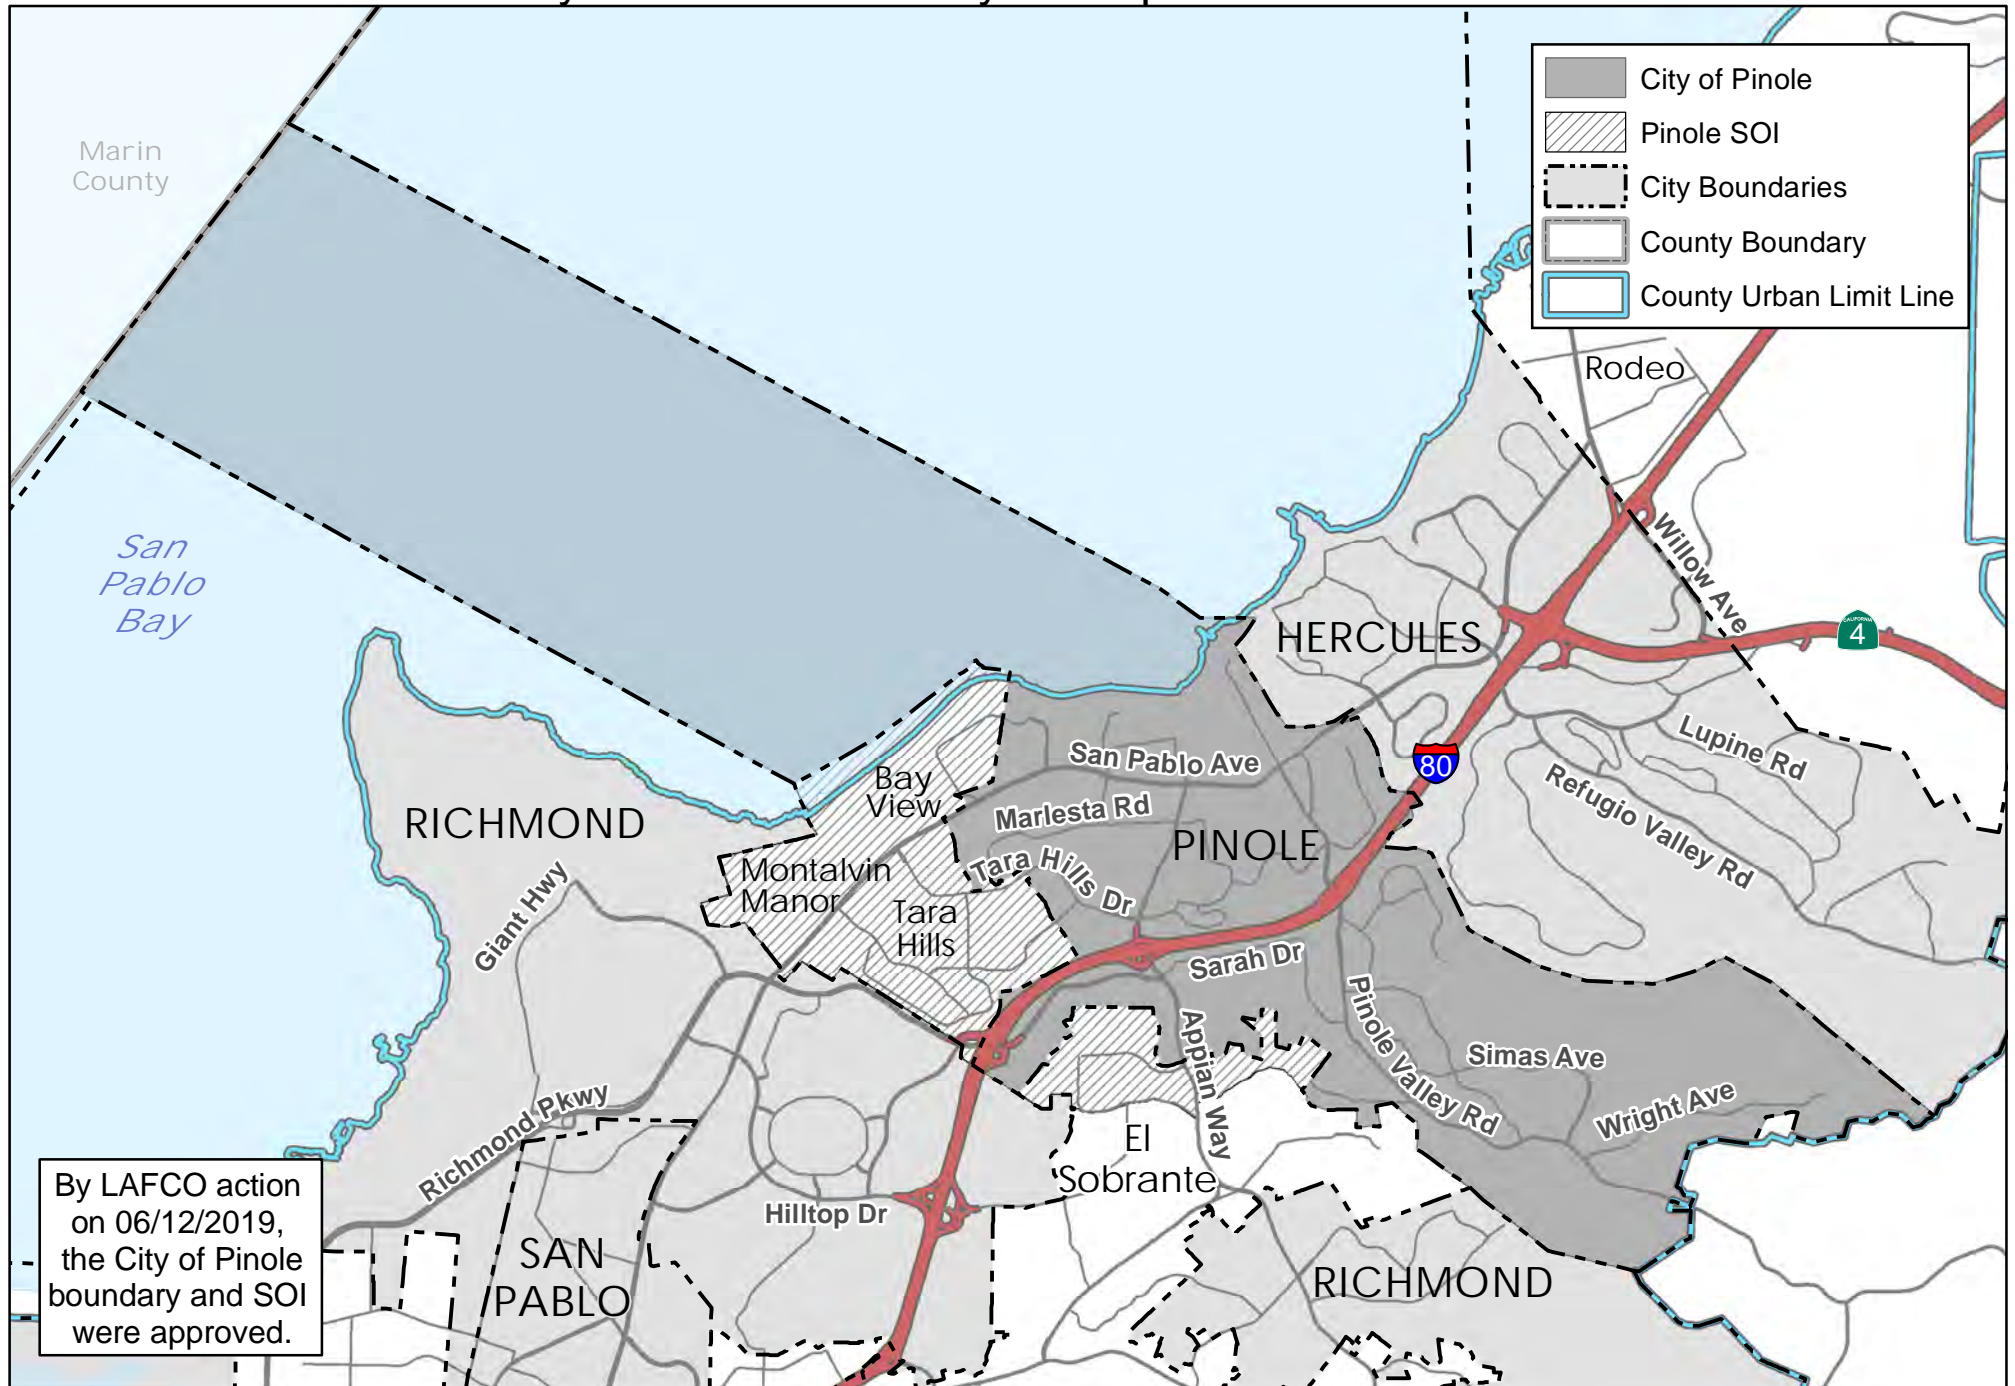 City of Pinole
Pinole SOI
City Boundaries
County Boundary
County Urban Limit Line
Marin
County
San
Pablo
Bay
Rodeo
Willow Ave
HERCULES
CALIFORNIA
4
Lupine Rd
Refugio Valley Rd
80
San Pablo Ave
Marlesta Rd
PINOLE
Tara Hills Dr
Bay
View
Montalvin
Manor
Tara
Hills
RICHMOND
Giant Hwy
Sarah Dr
Appian Way
Pinole Valley Rd
Simas Ave
Wright Ave
Richmond Pkwy
El
Sobrante
Hilltop Dr
SAN
PABLO
RICHMOND
By LAFCO action
on 06/12/2019,
the City of Pinole
boundary and SOI
were approved.